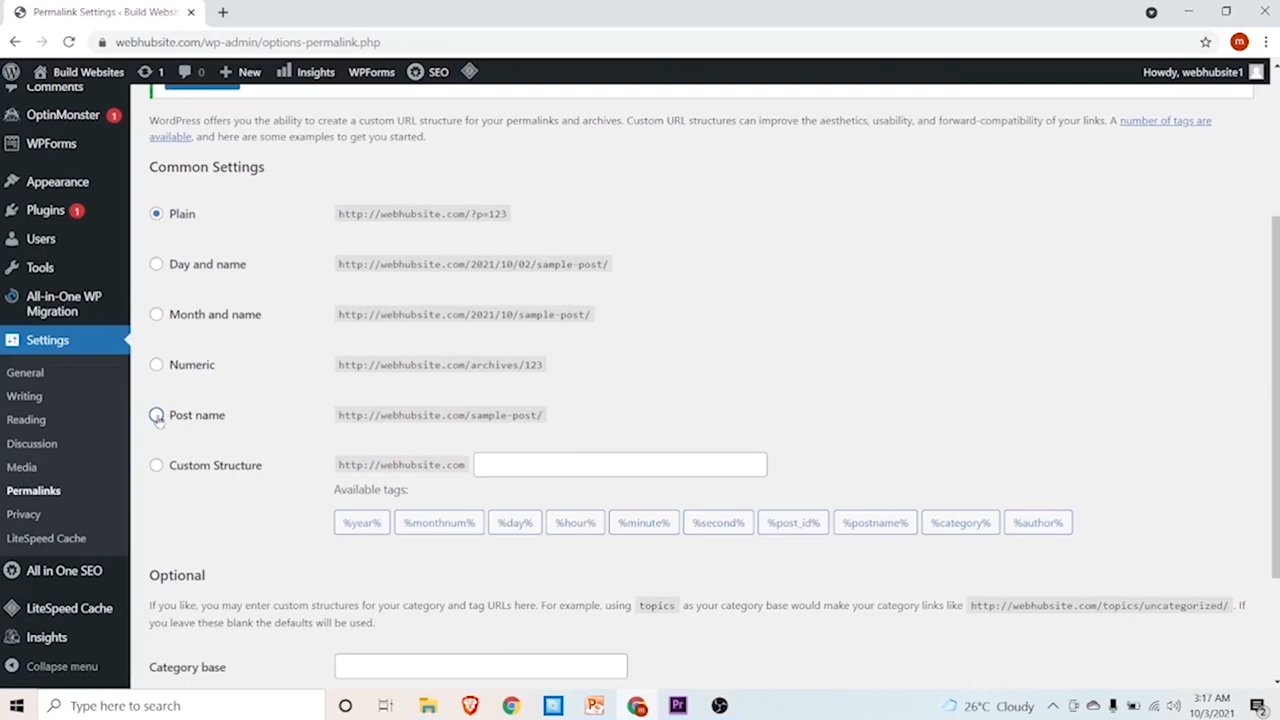 Permalink Settings < Build Websit
webhubsite.com/wp-admin/options-permalink.php
m
Build Websites
1
0
New
Insights
WPForms
SEO
Howdy, webhubsite1
Comments
OptinMonster 1
WPForms
Appearance
Plugins 1
Users
Tools
All-in-One WP
Migration
Settings
General
Writing
Reading
Discussion
Media
Permalinks
Privacy
LiteSpeed Cache
All in One SEO
LiteSpeed Cache
Insights
Collapse menu
WordPress offers you the ability to create a custom URL structure for your permalinks and archives. Custom URL structures can improve the aesthetics, usability, and forward-compatibility of your links. A number of tags are
available, and here are some examples to get you started.
Common Settings
Plain http://webhubsite.com/?p=123
Day and name http://webhubsite.com/2021/10/02/sample-post/
Month and name http://webhubsite.com/2021/10/sample-post/
Numeric http://webhubsite.com/archives/123
Post name http://webhubsite.com/sample-post/
Custom Structure http://webhubsite.com
Available tags:
%year% %monthnum% %day% %hour% %minute% %second% %post_id% %postname% %category% %author%
Optional
If you like, you may enter custom structures for your category and tag URLs here. For example, using topics as your category base would make your category links like http://webhubsite.com/topics/uncategorized/ . If
you leave these blank the defaults will be used.
Category base
Type here to search
Pr
26°C Cloudy
3:17 AM
10/3/2021
2